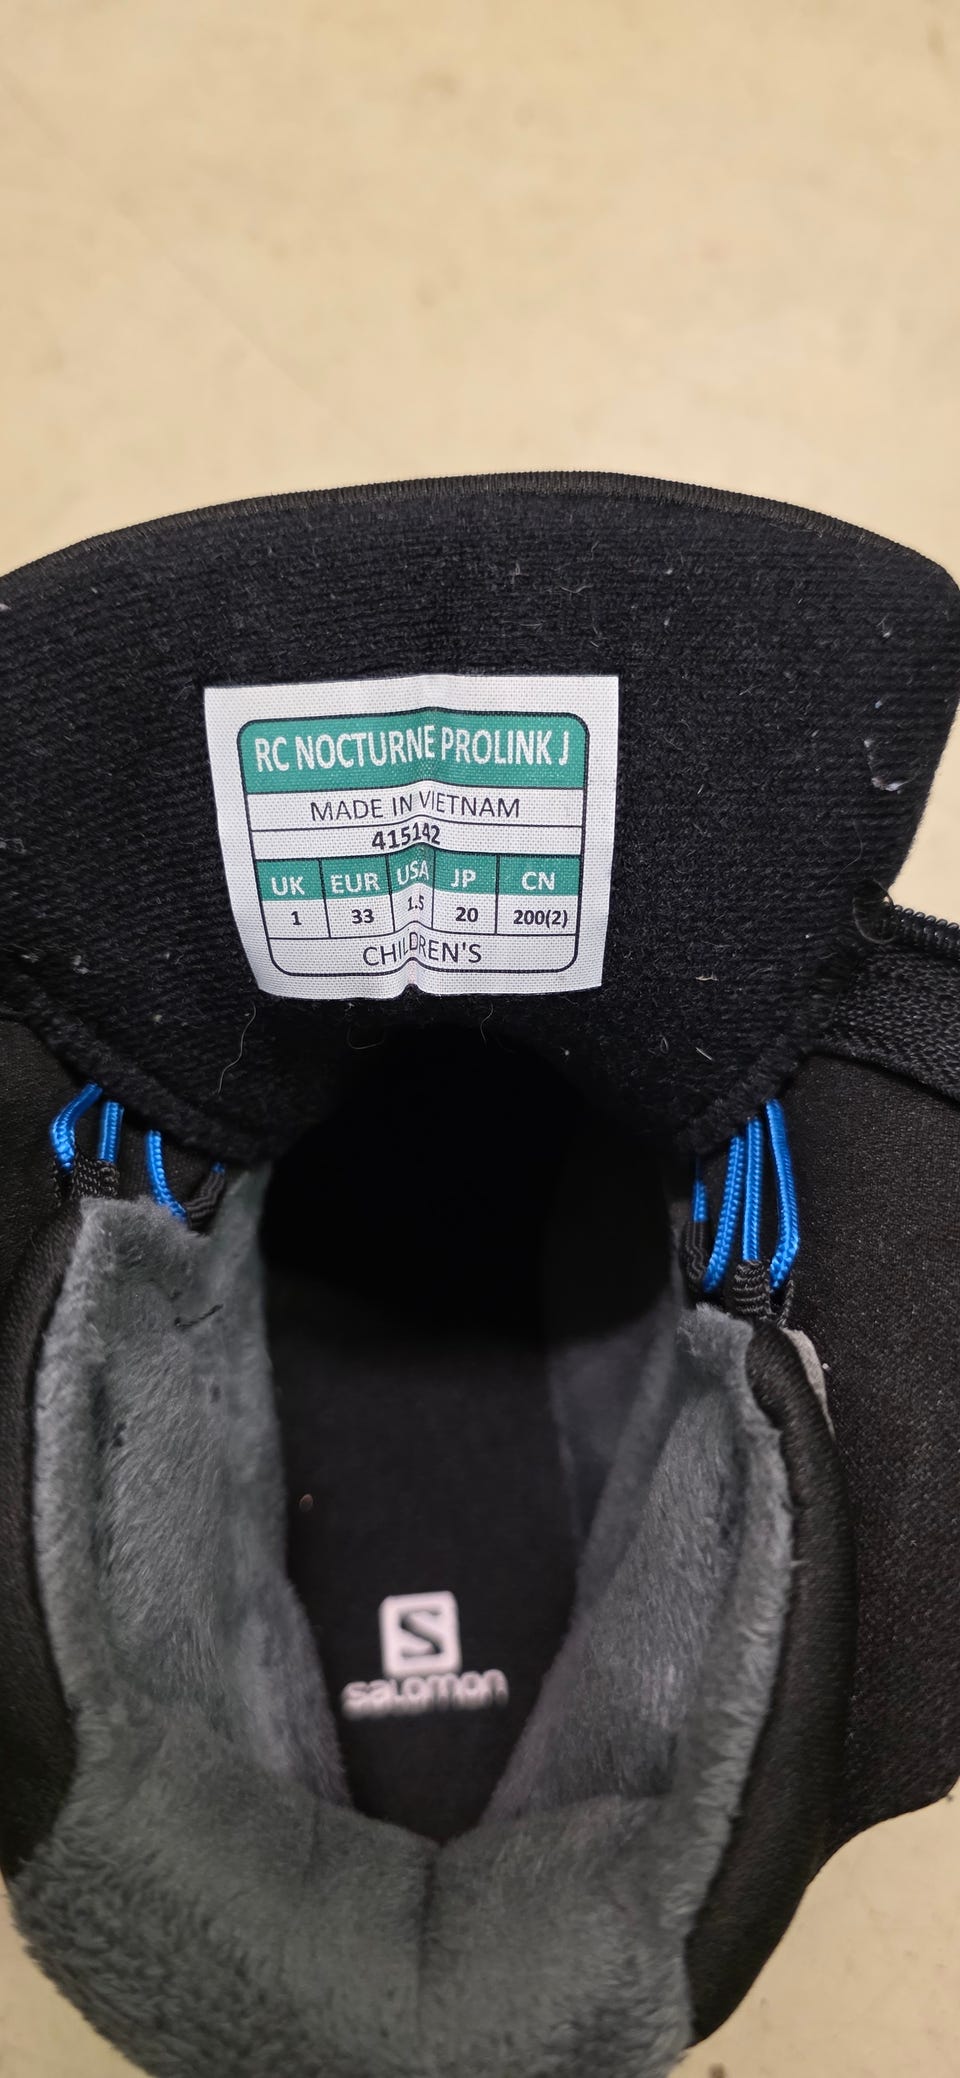 RC NOCTURNE PROLINK J
MADE IN VIETNAM
415142
UK EUR USA JP CN
1 33 1.5 20 200(2)
CHILDREN'S
S
salomon